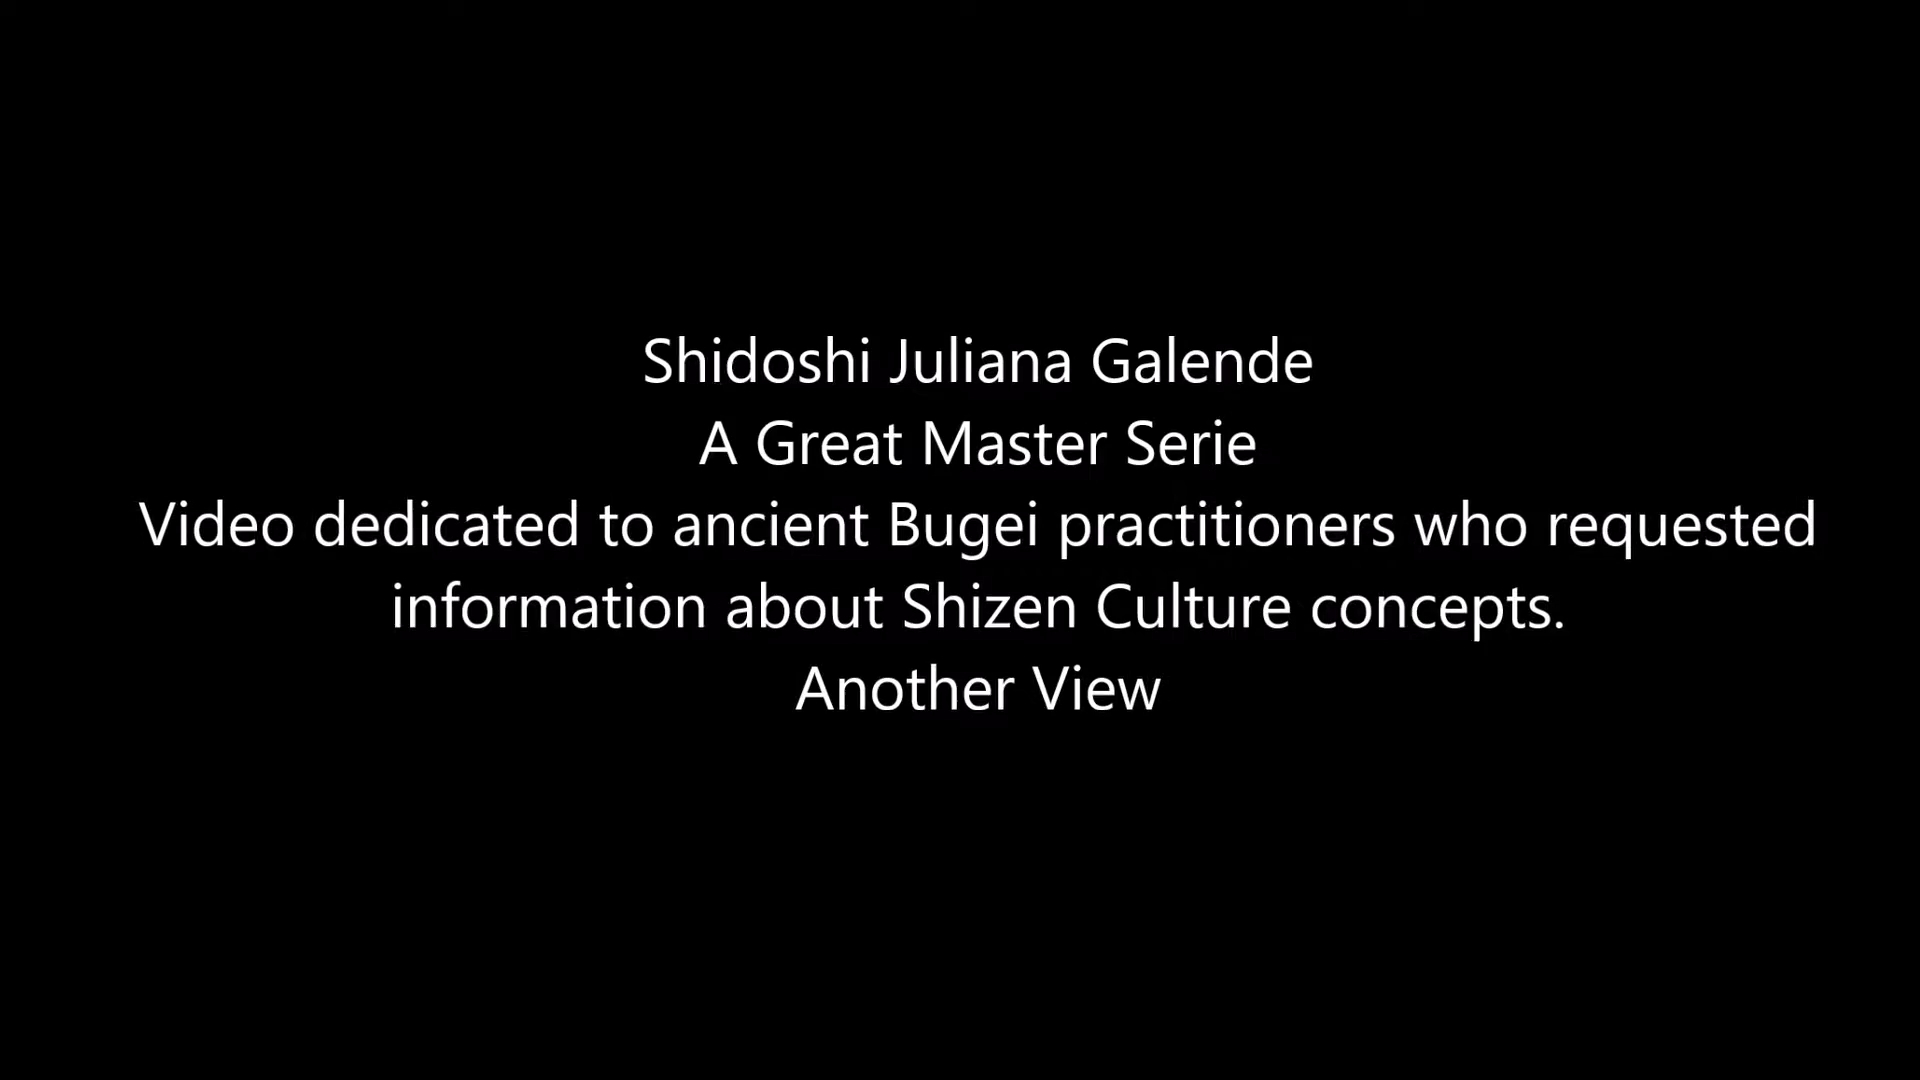 Shidoshi Juliana Galende
A Great Master Serie
Video dedicated to ancient Bugei practitioners who requested
information about Shizen Culture concepts.
Another View